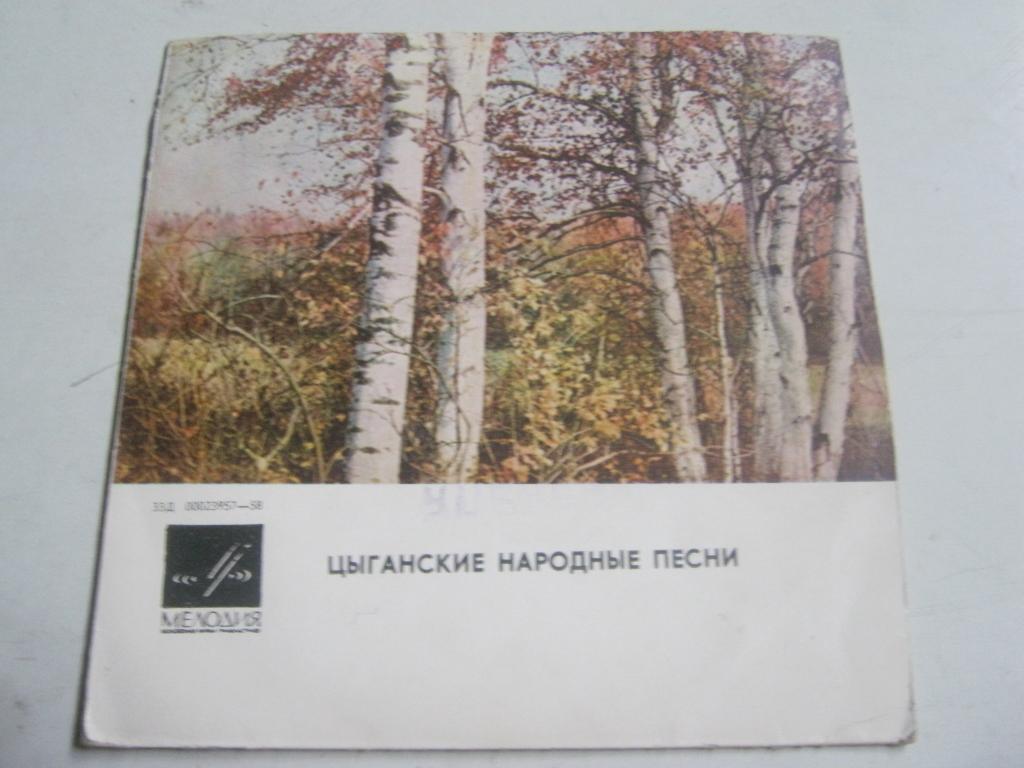 33Д 00023957—58
ЦЫГАНСКИЕ НАРОДНЫЕ ПЕСНИ
МЕЛОДИЯ